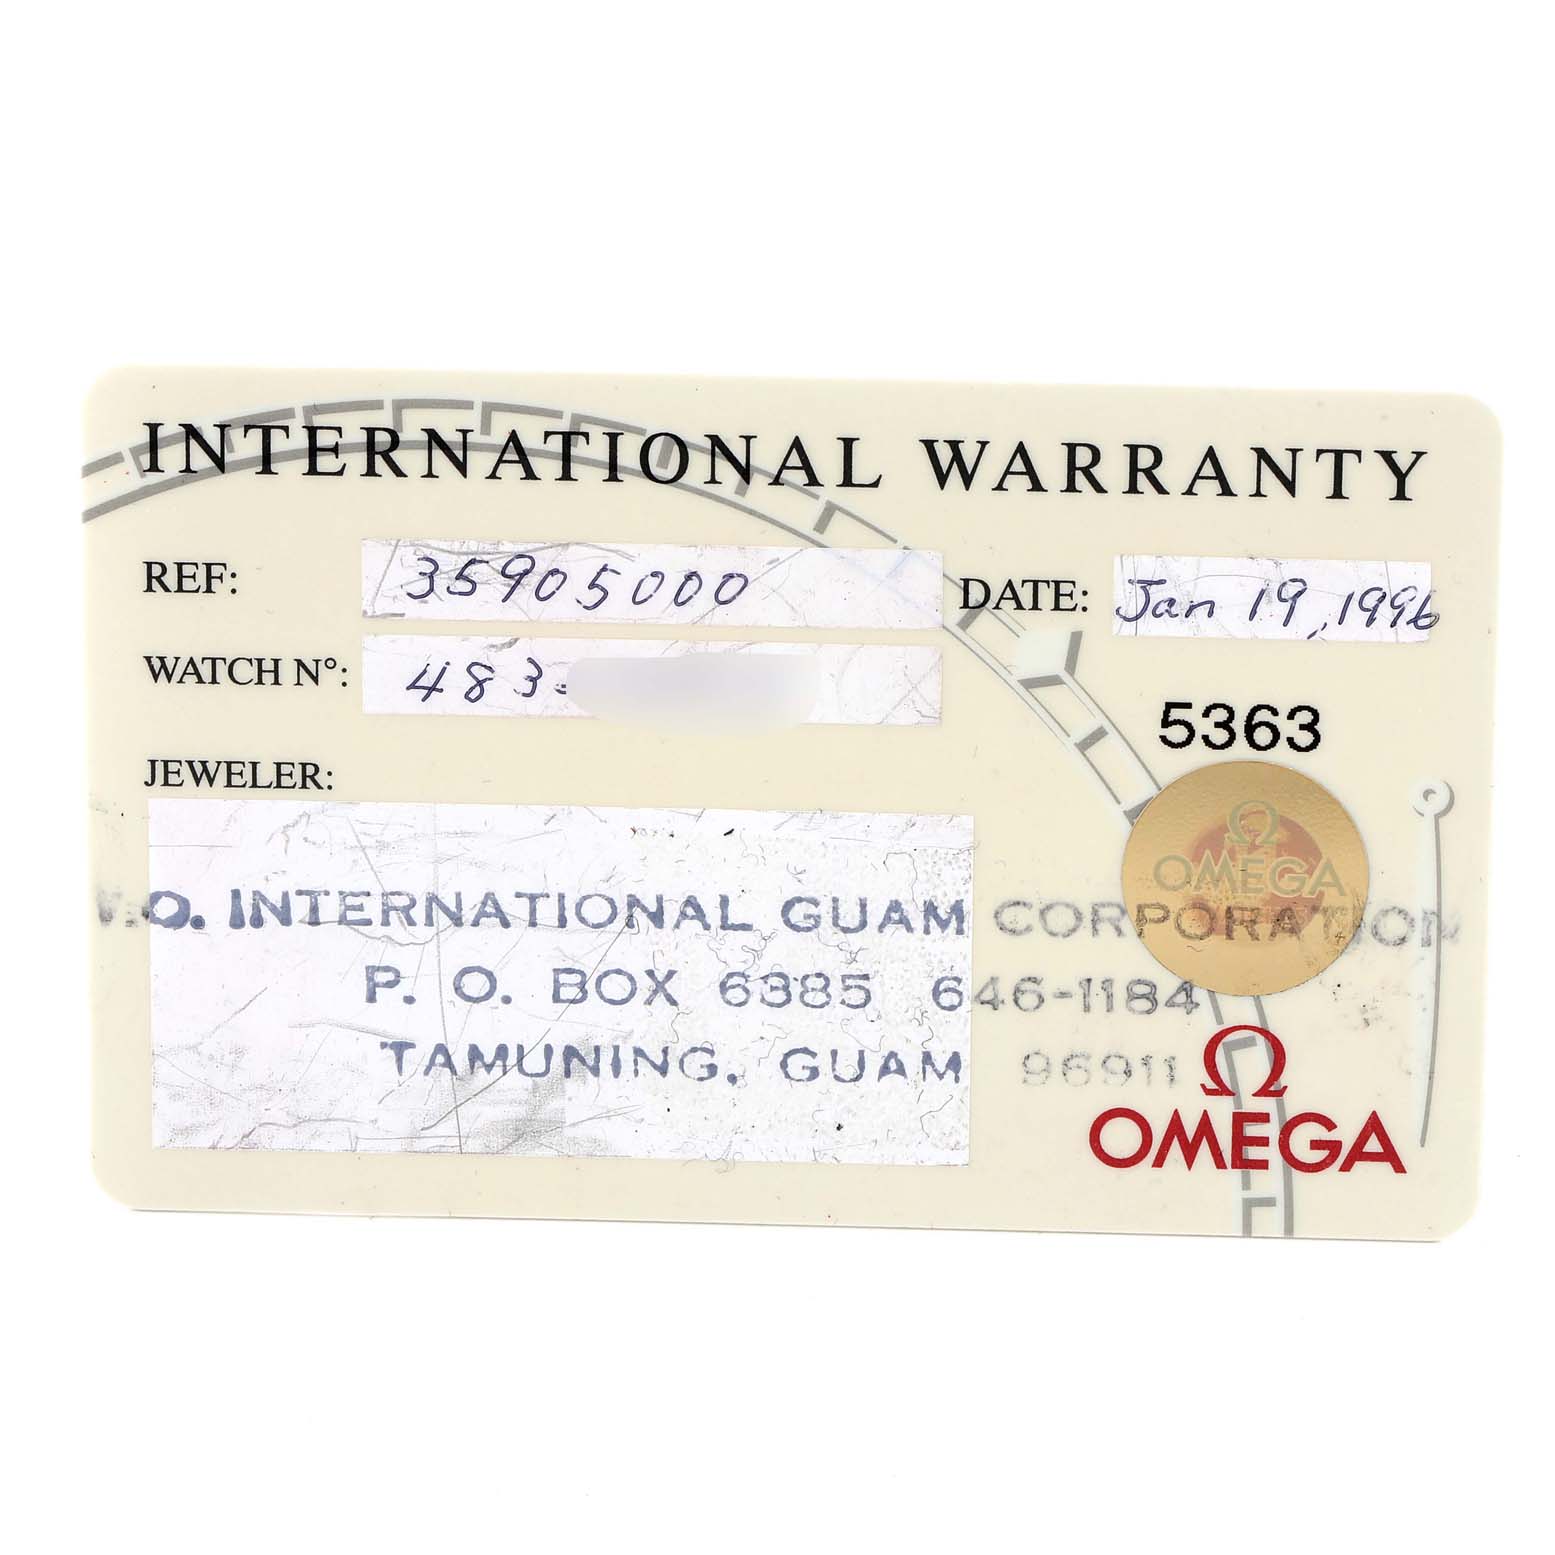 INTERNATIONAL WARRANTY
REF: 35905000 DATE: Jan 19, 1996
WATCH N°: 483
5363
JEWELER:
Ω
OMEGA
INTERNATIONAL GUAM CORPORATION
P. O. BOX 6385 646-1184
TAMUNING, GUAM 96911
Ω
OMEGA